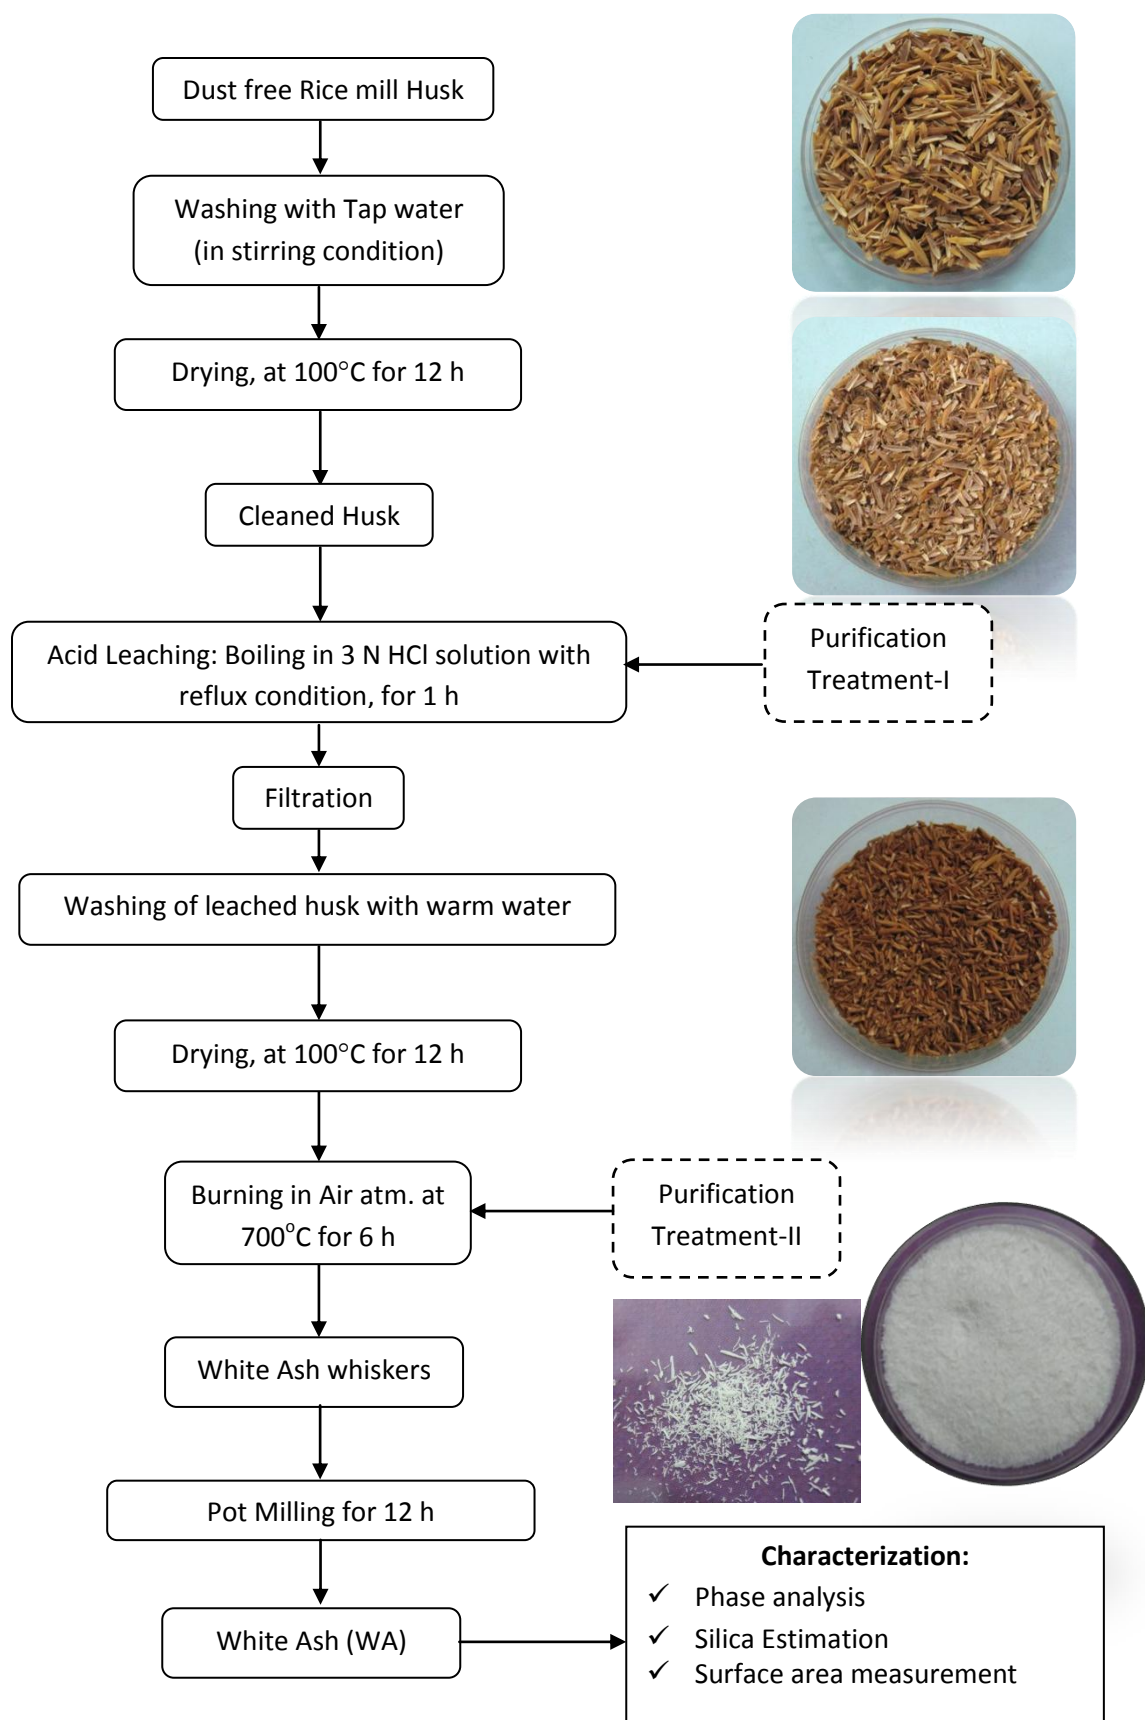 Dust free Rice mill Husk
Washing with Tap water
(in stirring condition)
Drying, at 100°C for 12 h
Cleaned Husk
Acid Leaching: Boiling in 3 N HCl solution with
reflux condition, for 1 h
Purification
Treatment-I
Filtration
Washing of leached husk with warm water
Drying, at 100°C for 12 h
Burning in Air atm. at
700°C for 6 h
Purification
Treatment-II
White Ash whiskers
Pot Milling for 12 h
White Ash (WA)
Characterization:
✓ Phase analysis
✓ Silica Estimation
✓ Surface area measurement